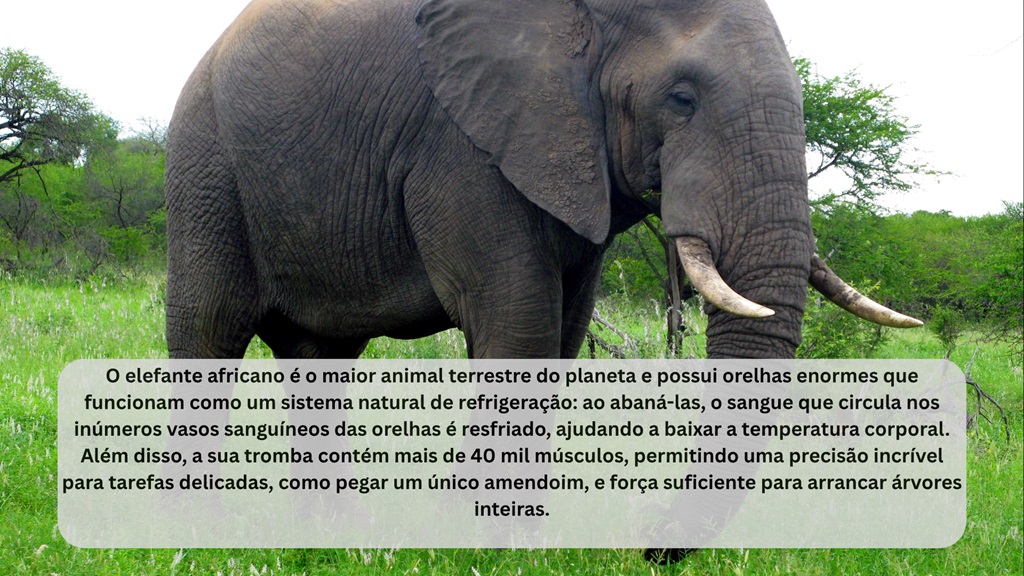 O elefante africano é o maior animal terrestre do planeta e possui orelhas enormes que
funcionam como um sistema natural de refrigeração: ao abaná-las, o sangue que circula nos
inúmeros vasos sanguíneos das orelhas é resfriado, ajudando a baixar a temperatura corporal.
Além disso, a sua tromba contém mais de 40 mil músculos, permitindo uma precisão incrível
para tarefas delicadas, como pegar um único amendoim, e força suficiente para arrancar árvores
inteiras.